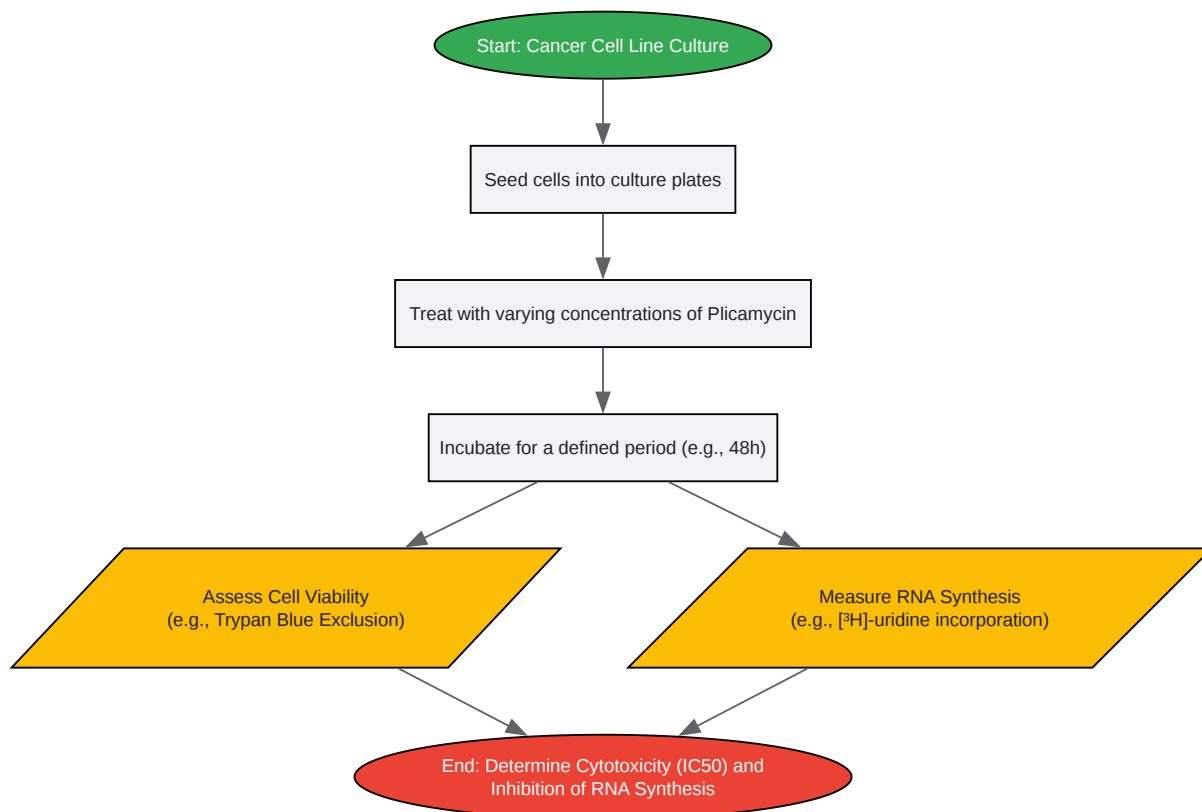 Start: Cancer Cell Line Culture
Seed cells into culture plates
Treat with varying concentrations of Plicamycin
Incubate for a defined period (e.g., 48h)
Assess Cell Viability
(e.g., Trypan Blue Exclusion)
Measure RNA Synthesis
(e.g., [³H]-uridine incorporation)
End: Determine Cytotoxicity (IC50) and
Inhibition of RNA Synthesis